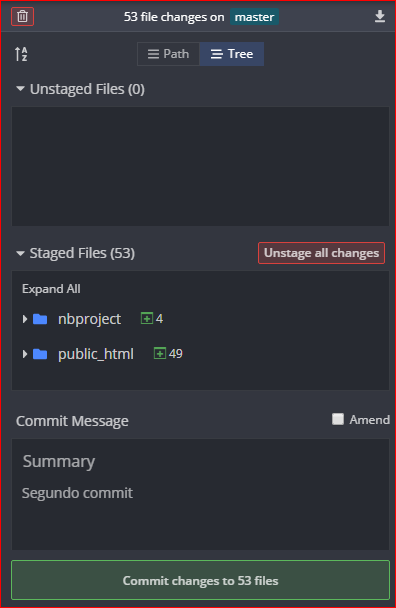 53 file changes on master
A
Z
Path Tree
Unstaged Files (0)
Staged Files (53) Unstage all changes
Expand All
nbproject 4
public_html 49
Commit Message Amend
Summary
Segundo commit
Commit changes to 53 files